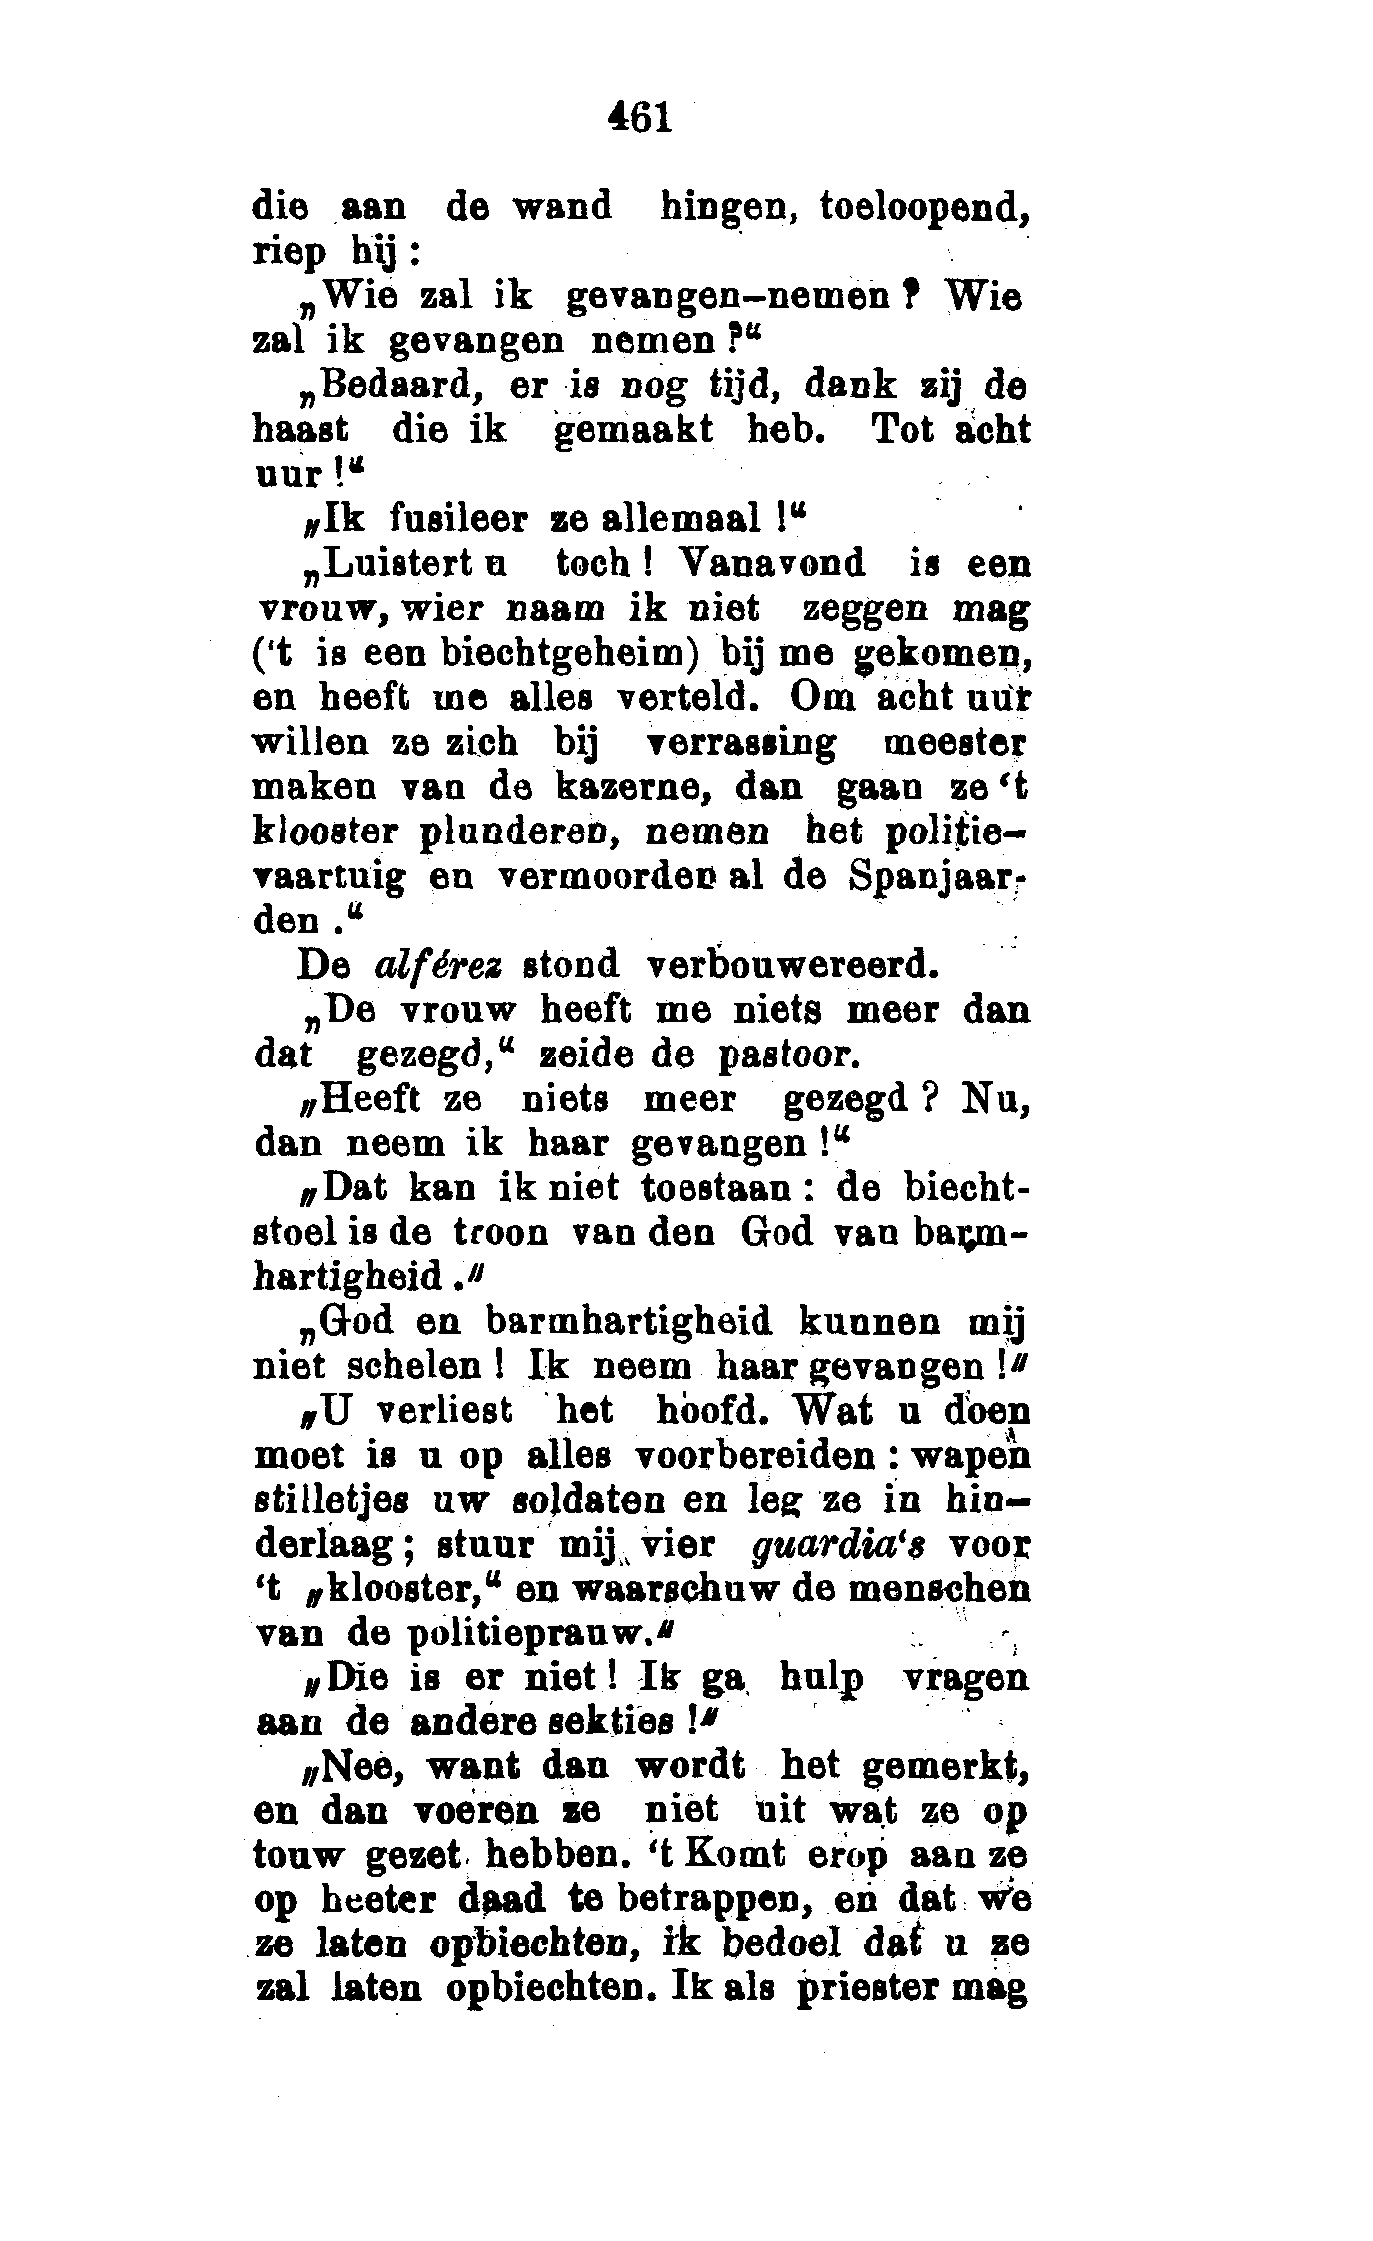 461
die aan de wand hingen, toeloopend,
riep hij :
„Wie zal ik gevangen-nemen ? Wie
zal ik gevangen nemen ?“
„Bedaard, er is nog tijd, dank zij de
haast die ik gemaakt heb. Tot acht
uur !“
„Ik fusileer ze allemaal !“
„Luistert u toch ! Vanavond is een
vrouw, wier naam ik niet zeggen mag
(‘t is een biechtgeheim) bij me gekomen,
en heeft me alles verteld. Om acht uur
willen ze zich bij verrassing meester
maken van de kazerne, dan gaan ze ‘t
klooster plunderen, nemen het politie-
vaartuig en vermoorden al de Spanjaar-
den .“
De alférez stond verbouwereerd.
„De vrouw heeft me niets meer dan
dat gezegd,“ zeide de pastoor.
„Heeft ze niets meer gezegd ? Nu,
dan neem ik haar gevangen !“
„Dat kan ik niet toestaan : de biecht-
stoel is de troon van den God van barm-
hartigheid .“
„God en barmhartigheid kunnen mij
niet schelen ! Ik neem haar gevangen !“
„U verliest het hoofd. Wat u doen
moet is u op alles voorbereiden : wapen
stilletjes uw soldaten en leg ze in hin-
derlaag ; stuur mij vier guardia‘s voor
‘t „klooster,“ en waarschuw de menschen
van de politieprauw.“
„Die is er niet ! Ik ga hulp vragen
aan de andere sekties !“
„Nee, want dan wordt het gemerkt,
en dan voeren ze niet uit wat ze op
touw gezet hebben. ‘t Komt erop aan ze
op heeter daad te betrappen, en dat we
ze laten opbiechten, ik bedoel dat u ze
zal laten opbiechten. Ik als priester mag